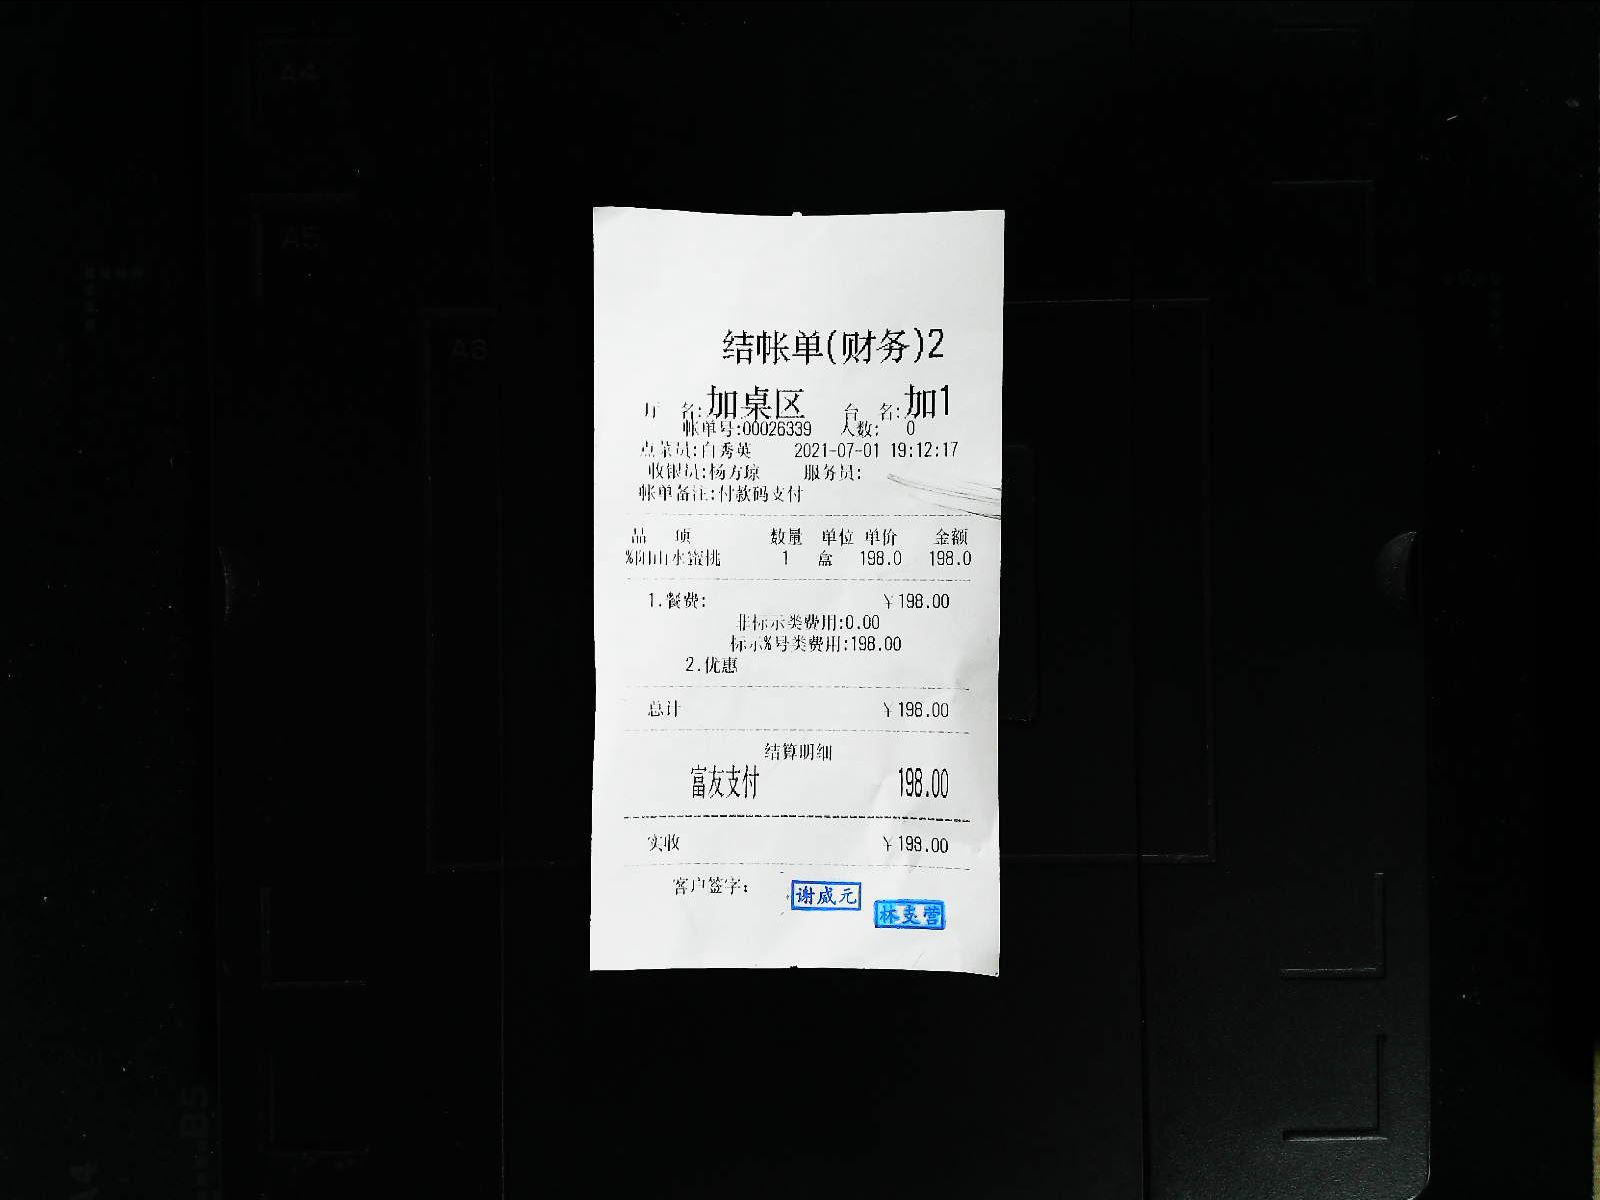 A4
A5
A6
结帐单(财务)2
厅 名:加桌区 台 名:加1
帐单号:00026339 人数: 0
点菜员:白秀英 2021-07-01 19:12:17
收银员:杨方琼 服务员:
帐单备注:付款码支付
品 项 数量 单位 单价 金额
%阳山水蜜桃 1 盒 198.0 198.0
1.餐费: ¥198.00
非标示类费用:0.00
标示%号类费用:198.00
2.优惠
总计 ¥198.00
结算明细
富友支付 198.00
实收 ¥198.00
客户签字:
谢威元
林支营
B5
A4